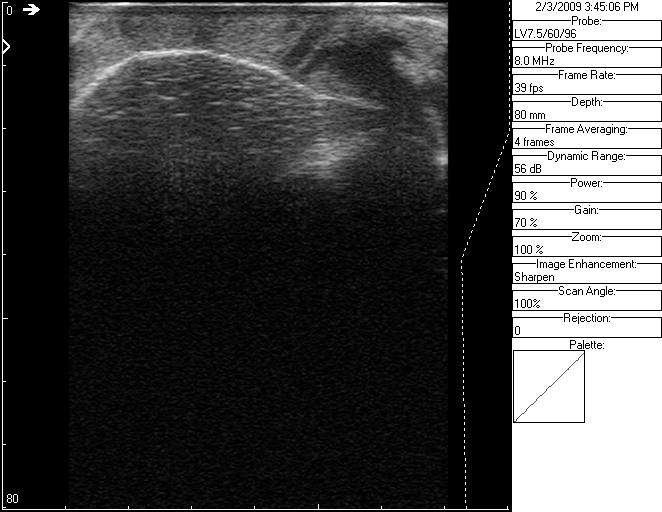 0
80
2/3/2009 3:45:06 PM
Probe:
LV7.5/60/96
Probe Frequency:
8.0 MHz
Frame Rate:
39 fps
Depth:
80 mm
Frame Averaging:
4 frames
Dynamic Range:
56 dB
Power:
90 %
Gain:
70 %
Zoom:
100 %
Image Enhancement:
Sharpen
Scan Angle:
100%
Rejection:
0
Palette: